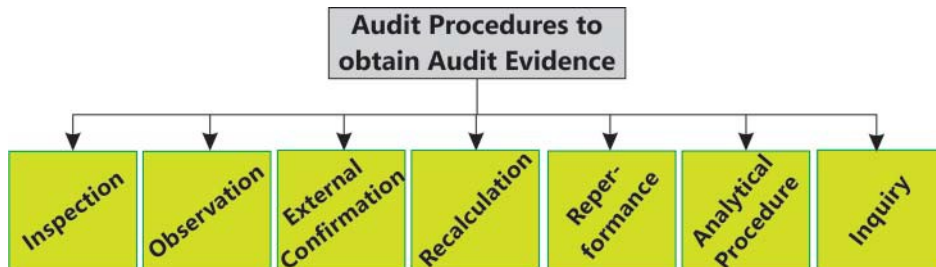 Audit Procedures to
obtain Audit Evidence
Inspection
Observation
External
Confirmation
Recalculation
Reper-
formance
Analytical
Procedure
Inquiry